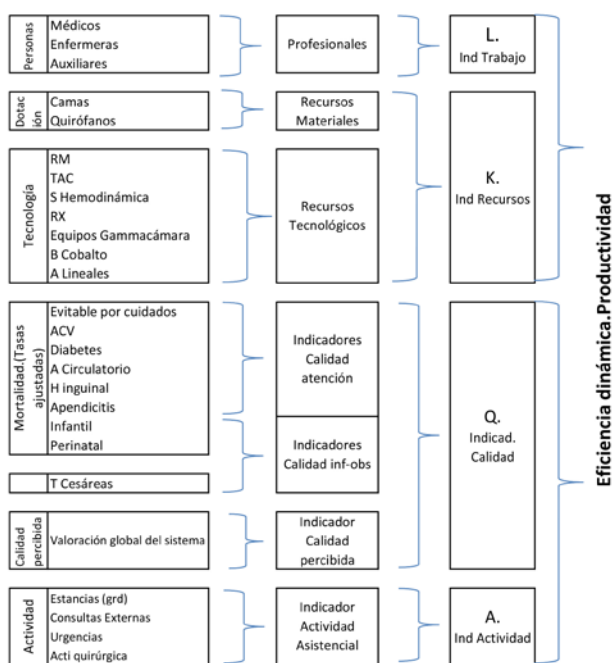 Personas
Médicos
Enfermeras
Auxiliares
Profesionales
L.
Ind Trabajo
Dotac
ión
Camas
Quirófanos
Recursos
Materiales
Tecnología
RM
TAC
S Hemodinámica
RX
Equipos Gammacámara
B Cobalto
A Lineales
Recursos
Tecnológicos
K.
Ind Recursos
Mortalidad.(Tasas
ajustadas)
Evitable por cuidados
ACV
Diabetes
A Circulatorio
H inguinal
Apendicitis
Infantil
Perinatal
T Cesáreas
Indicadores
Calidad
atención
Indicadores
Calidad inf-obs
Q.
Indicad.
Calidad
Calidad
percibida
Valoración global del sistema
Indicador
Calidad
percibida
Actividad
Estancias (grd)
Consultas Externas
Urgencias
Acti quirúrgica
Indicador
Actividad
Asistencial
A.
Ind Actividad
Eficiencia dinámica.Productividad